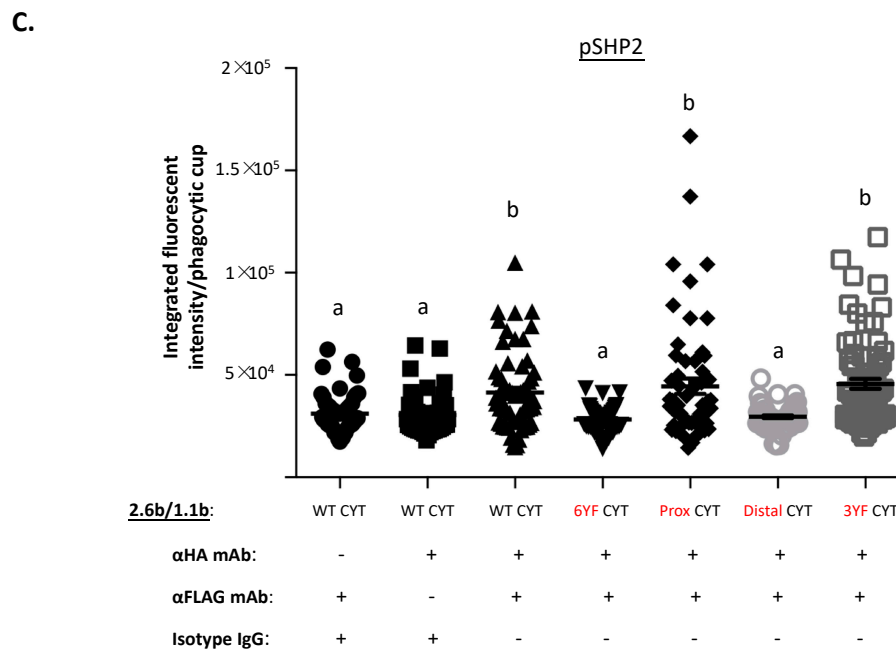 C.
pSHP2
2×10⁵
1.5×10⁵
1×10⁵
5×10⁴
Integrated fluorescent
intensity/phagocytic cup
a
a
b
a
b
a
b
2.6b/1.1b: WT CYT WT CYT WT CYT 6YF CYT Prox CYT Distal CYT 3YF CYT
αHA mAb: - + + + + + +
αFLAG mAb: + - + + + + +
Isotype IgG: + + - - - - -